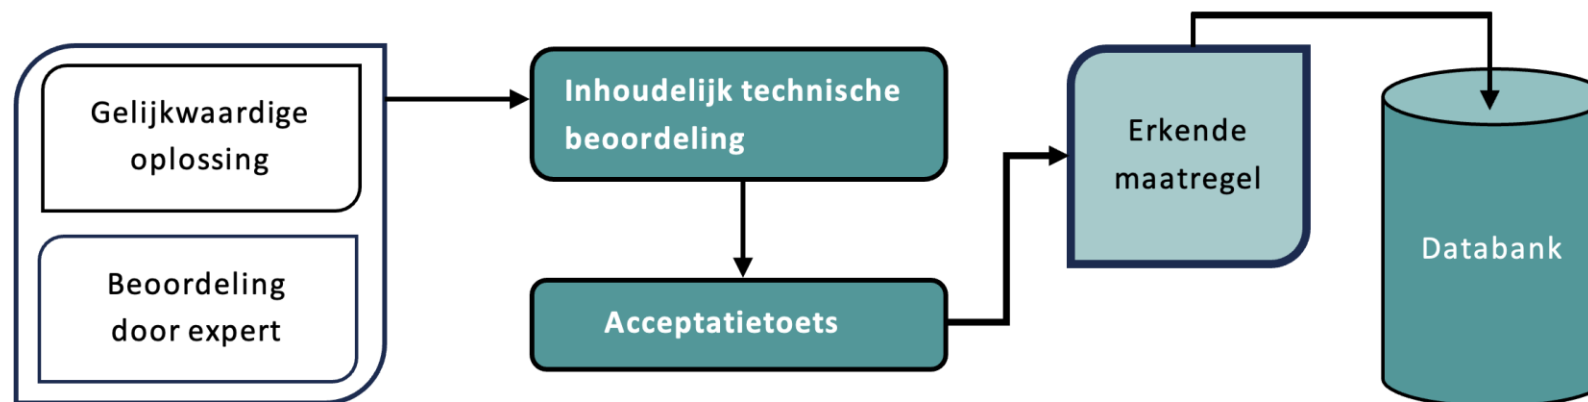 Gelijkwaardige
oplossing
Beoordeling
door expert
Inhoudelijk technische
beoordeling
Acceptatietoets
Erkende
maatregel
Databank